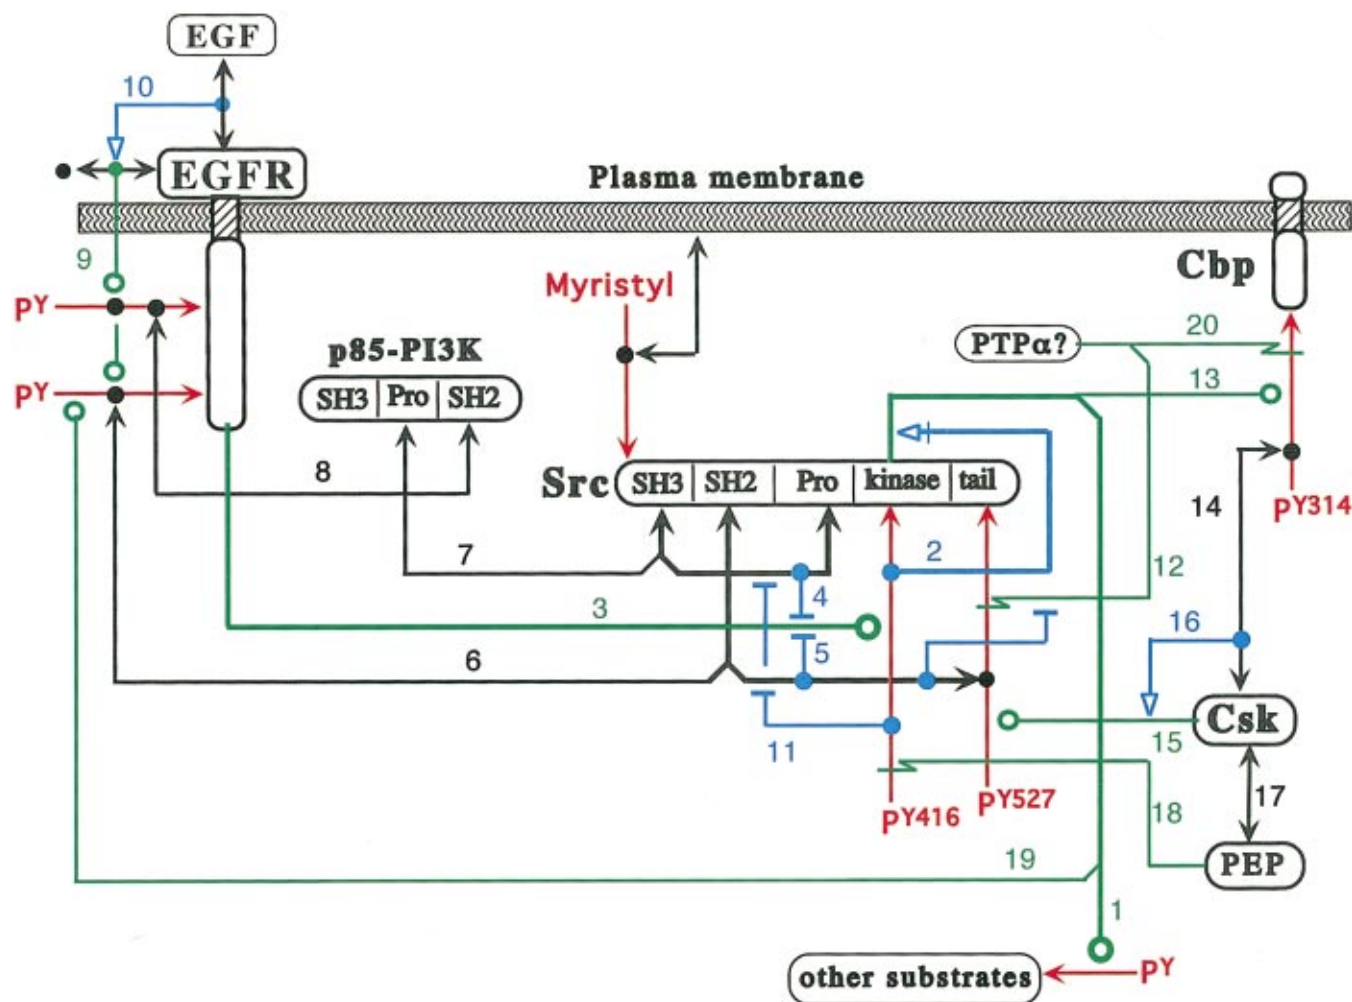 EGF
10
EGFR
Plasma membrane
9
Cbp
Myristyl
pY
20
PTPα?
p85-PI3K
13
SH3 Pro SH2
pY
8
Src SH3 SH2 Pro kinase tail
14
pY314
7
2
12
4
3
16
5
6
Csk
15
11
17
pY527
pY416
18
19
PEP
1
other substrates
pY